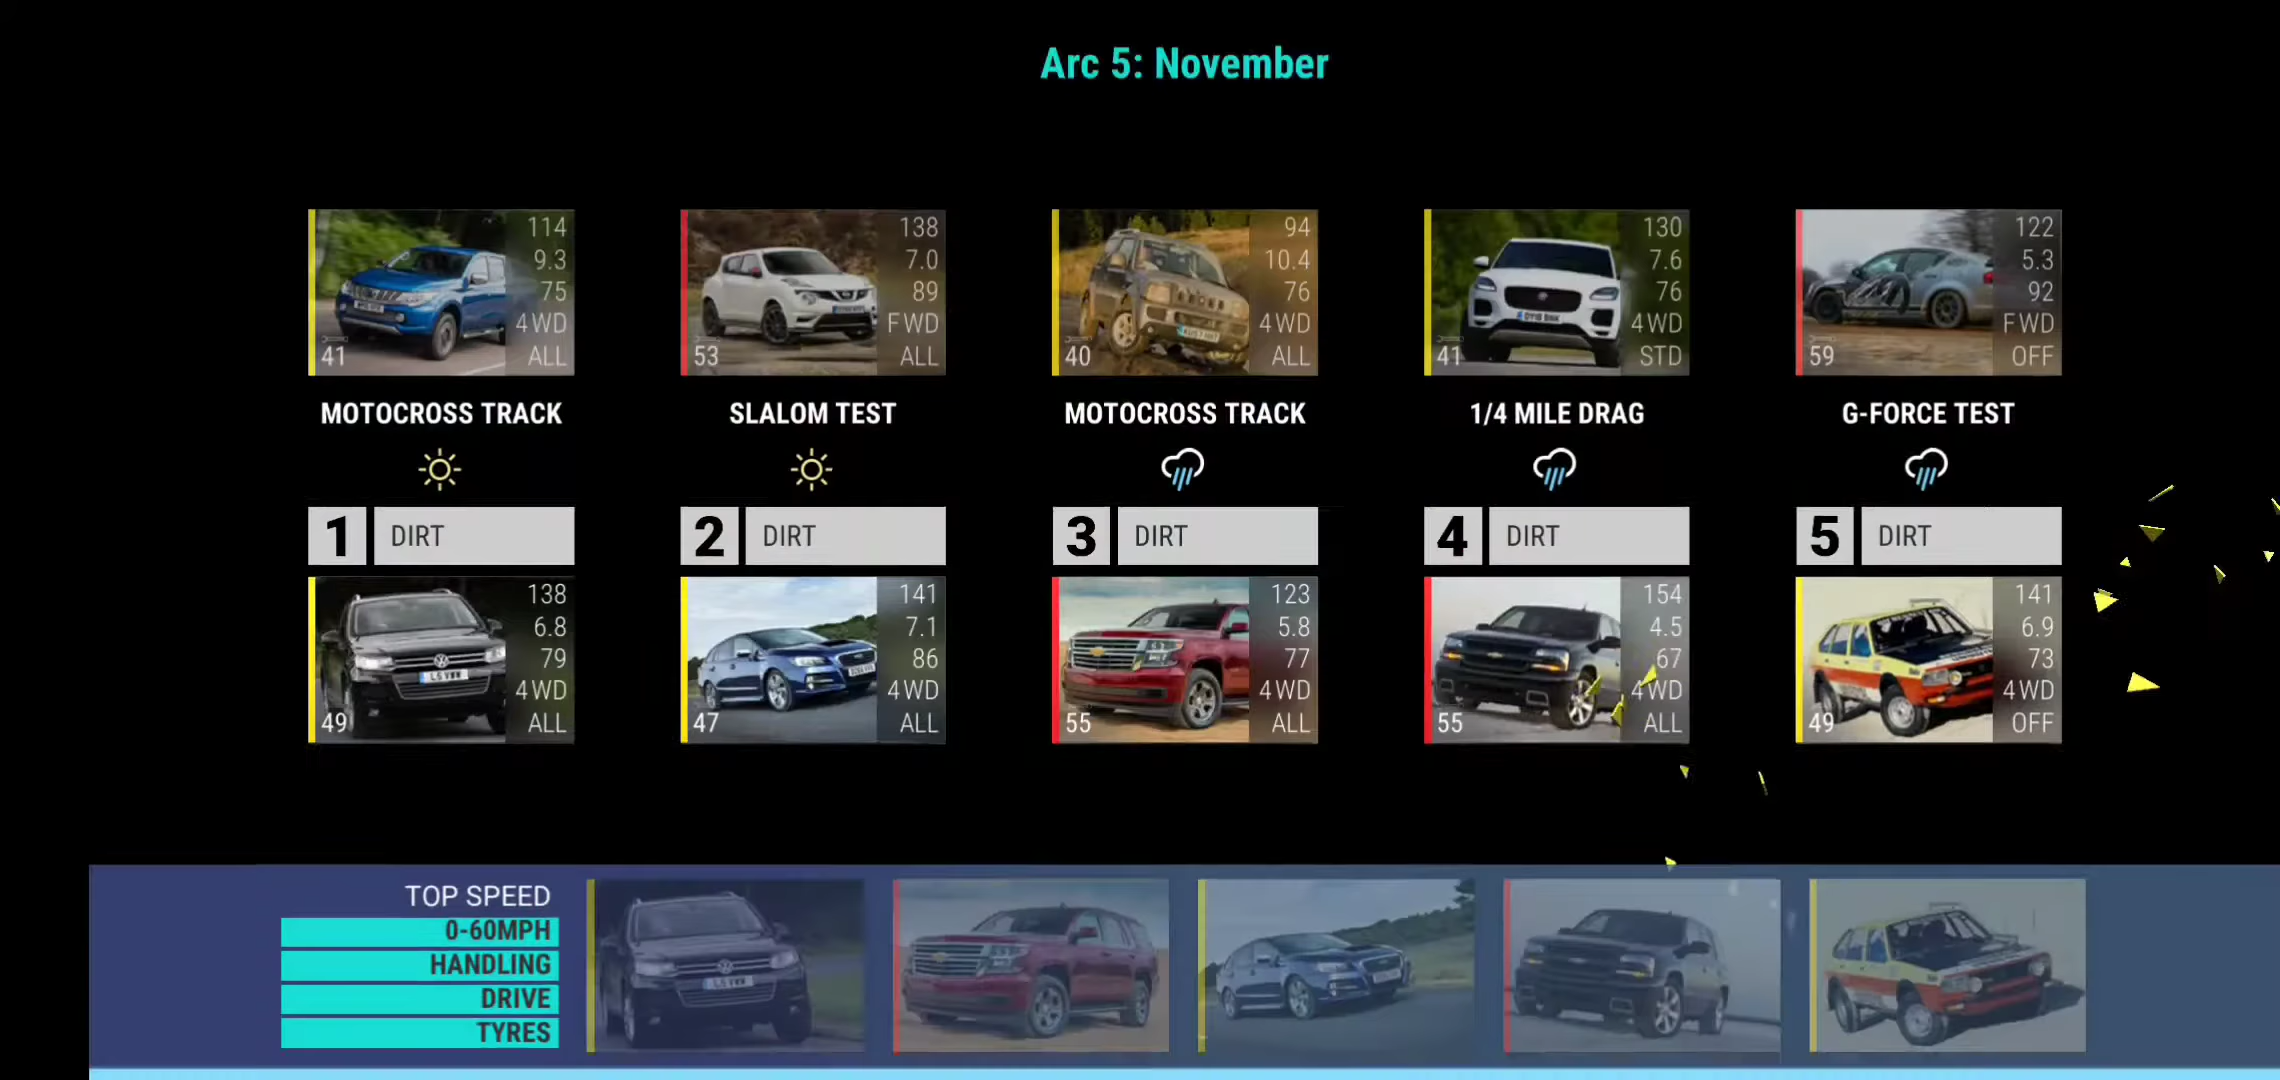 Arc 5: November
114
9.3
75
4WD
ALL
41
138
7.0
89
FWD
ALL
53
94
10.4
76
4WD
ALL
40
130
7.6
76
4WD
STD
41
122
5.3
92
FWD
OFF
59
MOTOCROSS TRACK
SLALOM TEST
MOTOCROSS TRACK
1/4 MILE DRAG
G-FORCE TEST
1 DIRT
2 DIRT
3 DIRT
4 DIRT
5 DIRT
138
6.8
79
4WD
ALL
49
141
7.1
86
4WD
ALL
47
123
5.8
77
4WD
ALL
55
154
4.5
67
4WD
ALL
55
141
6.9
73
4WD
OFF
49
TOP SPEED
0-60MPH
HANDLING
DRIVE
TYRES